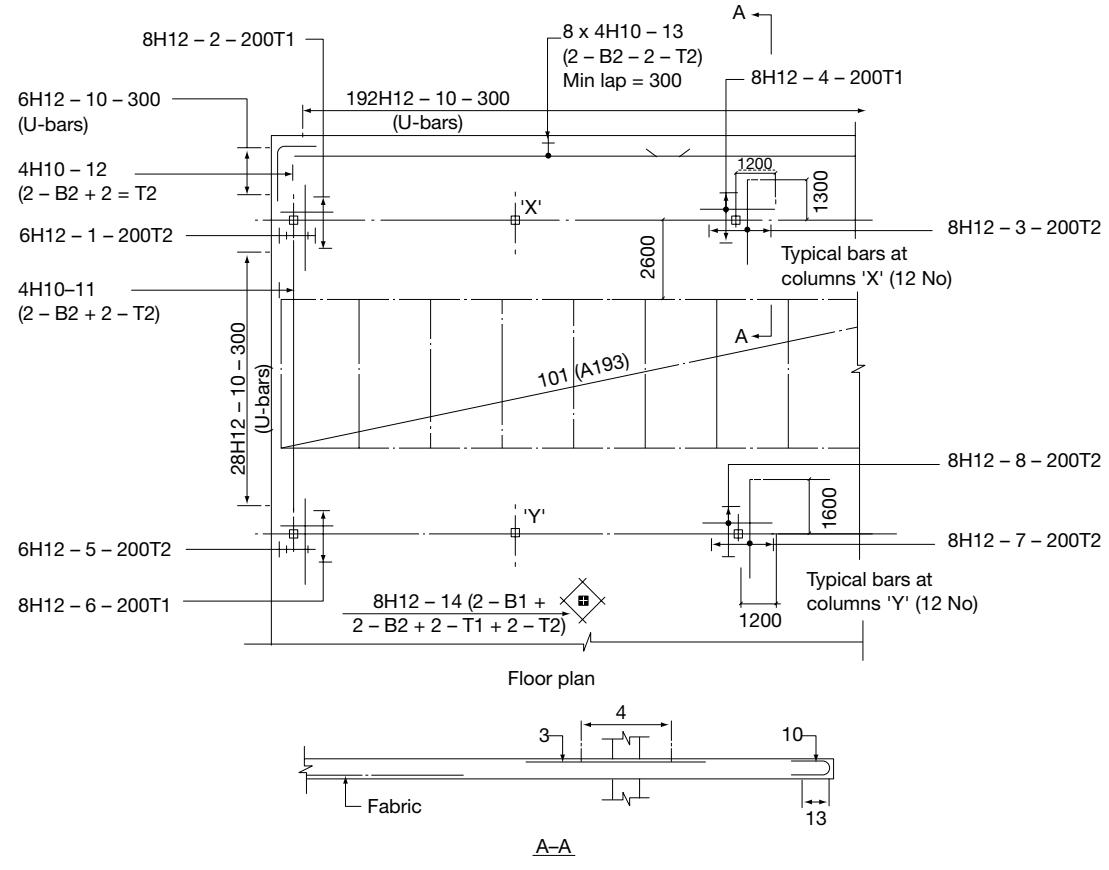 A
8H12 – 2 – 200T1
8 x 4H10 – 13
(2 – B2 – 2 – T2)
Min lap = 300
8H12 – 4 – 200T1
6H12 – 10 – 300
(U-bars)
192H12 – 10 – 300
(U-bars)
4H10 – 12
(2 – B2 + 2 = T2
1200
1300
'X'
6H12 – 1 – 200T2
8H12 – 3 – 200T2
2600
Typical bars at
columns 'X' (12 No)
4H10–11
(2 – B2 + 2 – T2)
A
28H12 – 10 – 300
(U-bars)
101 (A193)
8H12 – 8 – 200T2
1600
'Y'
6H12 – 5 – 200T2
8H12 – 7 – 200T2
8H12 – 6 – 200T1
8H12 – 14 (2 – B1 +
2 – B2 + 2 – T1 + 2 – T2)
Typical bars at
columns 'Y' (12 No)
1200
Floor plan
4
3
10
Fabric
13
A–A